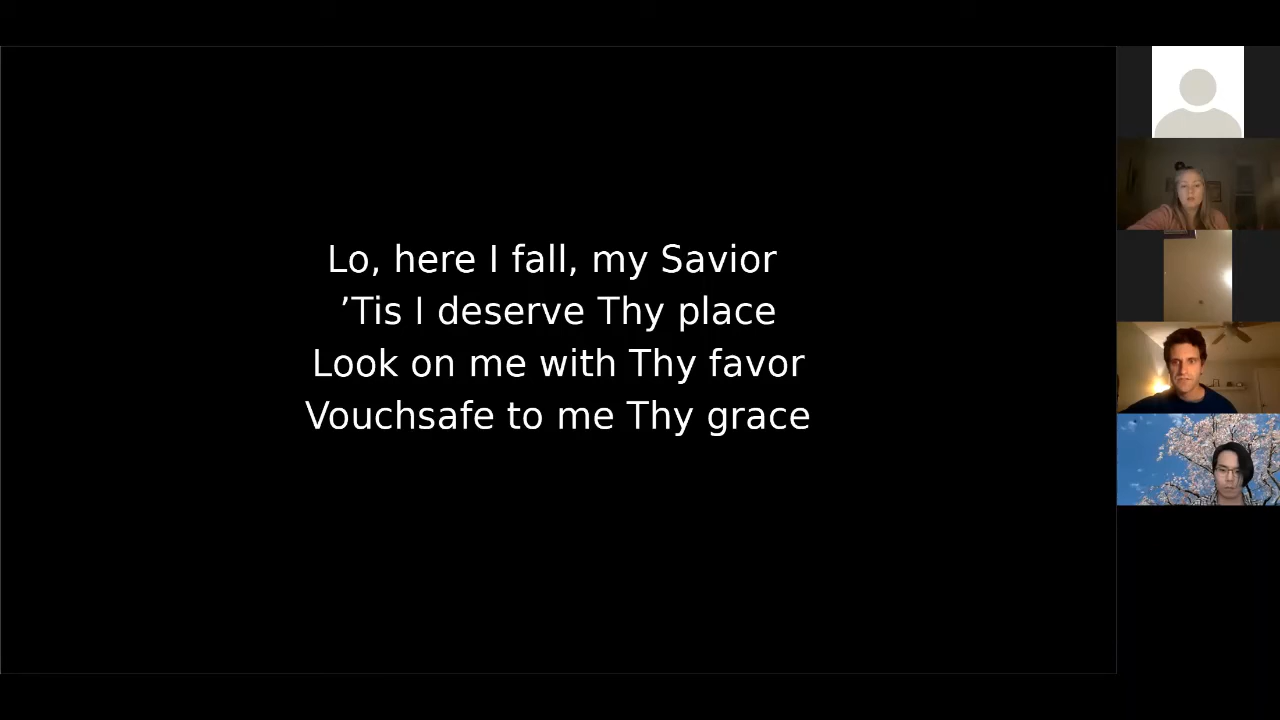 Lo, here I fall, my Savior
’Tis I deserve Thy place
Look on me with Thy favor
Vouchsafe to me Thy grace